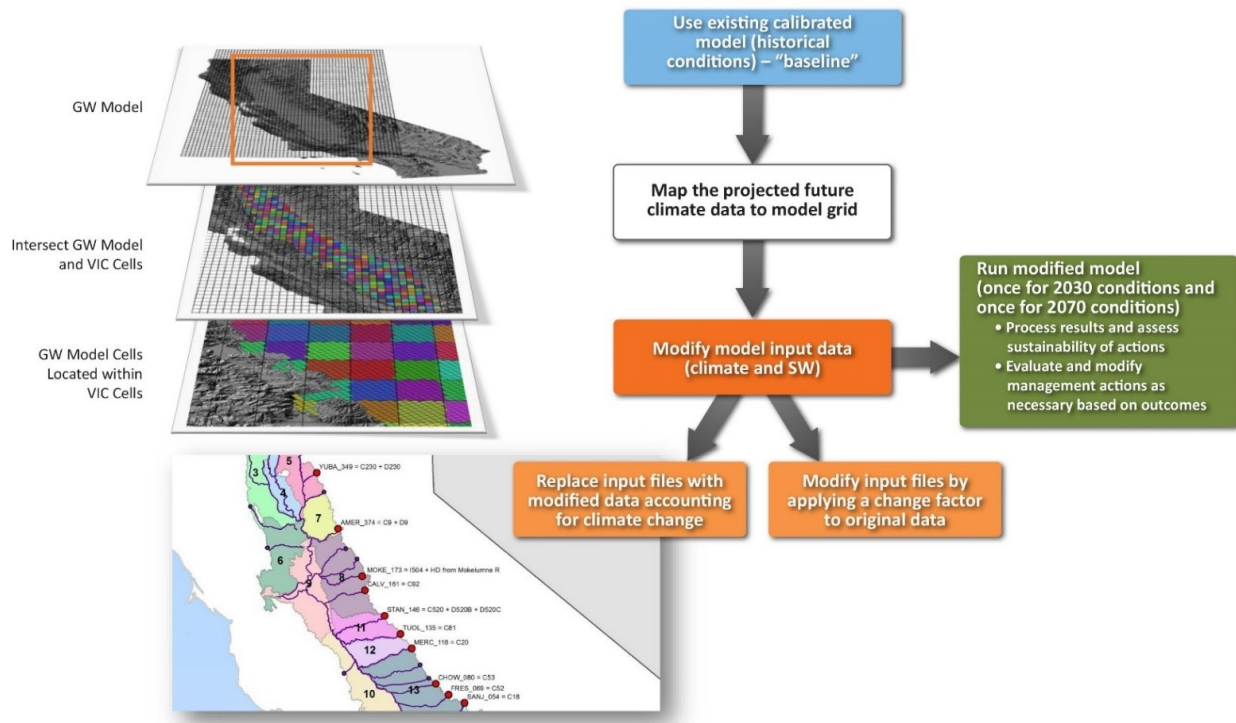 GW Model
Intersect GW Model
and VIC Cells
GW Model Cells
Located within
VIC Cells
Use existing calibrated
model (historical
conditions) – “baseline”
Map the projected future
climate data to model grid
Modify model input data
(climate and SW)
Run modified model
(once for 2030 conditions and
once for 2070 conditions)
• Process results and assess
sustainability of actions
• Evaluate and modify
management actions as
necessary based on outcomes
Replace input files with
modified data accounting
for climate change
Modify input files by
applying a change factor
to original data
5
3
YUBA_349 = C230 + D230
4
7
AMER_374 = C9 + D9
6
MOKE_173 = I504 + HD from Mokelumne R
8
9
CALV_161 = C92
STAN_146 = C520 + D520B + D520C
11
TUOL_135 = C81
MERC_116 = C20
12
CHOW_080 = C53
13
10
FRES_069 = C52
SANJ_054 = C18